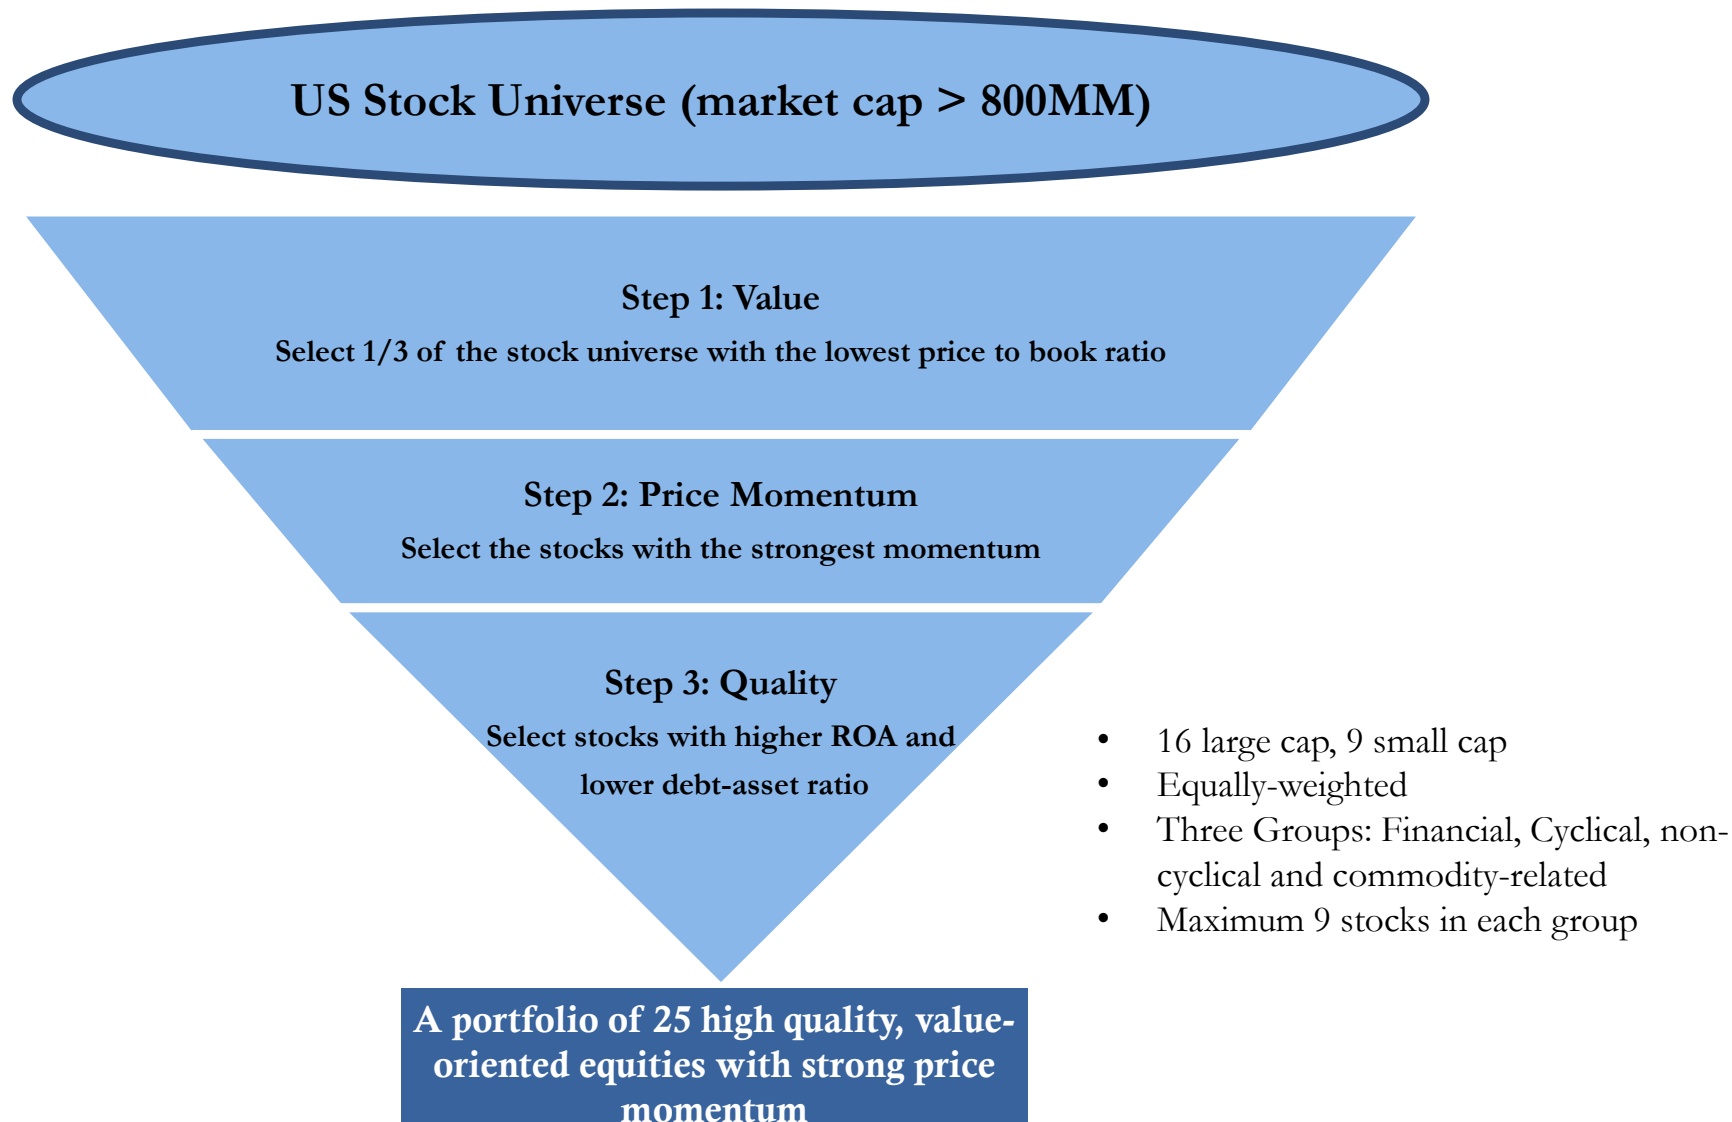 US Stock Universe (market cap > 800MM)
Step 1: Value
Select 1/3 of the stock universe with the lowest price to book ratio
Step 2: Price Momentum
Select the stocks with the strongest momentum
Step 3: Quality
Select stocks with higher ROA and
lower debt-asset ratio
• 16 large cap, 9 small cap
• Equally-weighted
• Three Groups: Financial, Cyclical, non-
cyclical and commodity-related
• Maximum 9 stocks in each group
A portfolio of 25 high quality, value-
oriented equities with strong price
momentum